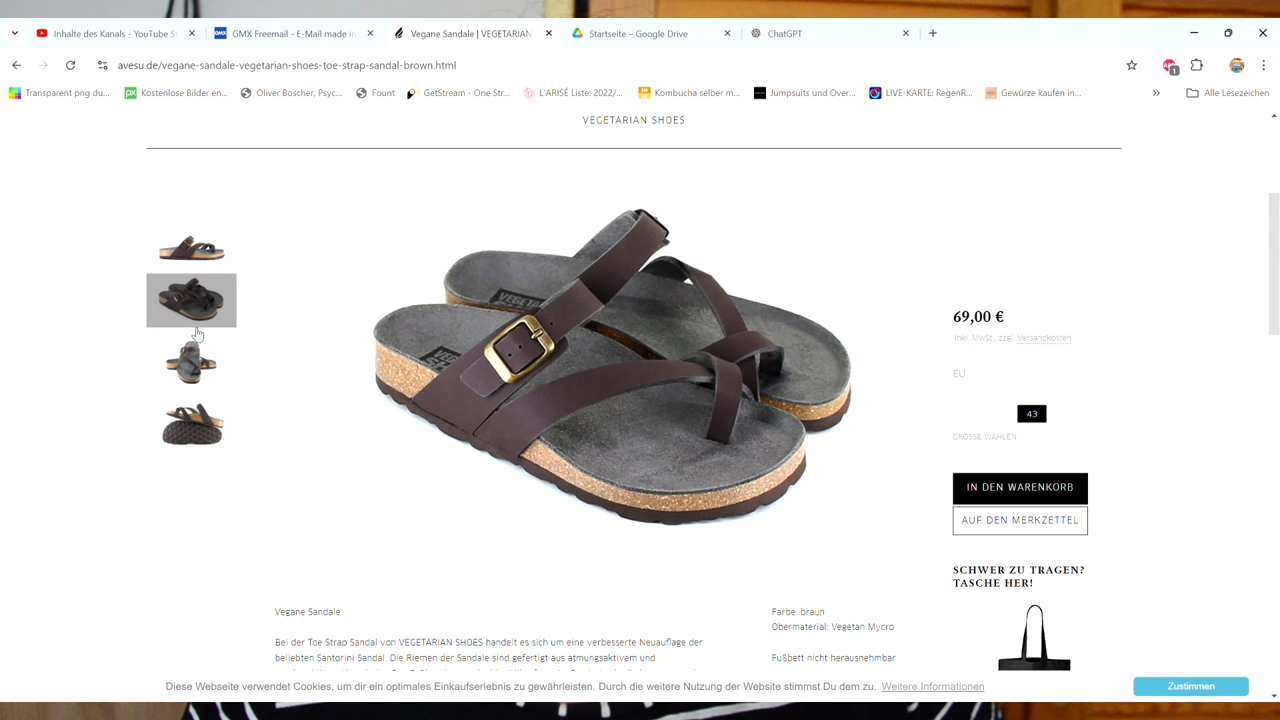 Inhalte des Kanals - YouTube St
GMX Freemail - E-Mail made in
Vegane Sandale | VEGETARIAN
Startseite – Google Drive
ChatGPT
avesu.de/vegane-sandale-vegetarian-shoes-toe-strap-sandal-brown.html
1
Transparent png du...
Kostenlose Bilder en...
Oliver Boscher, Psyc...
Fount
GetStream - One Str...
L'ARISÉ Liste: 2022/...
Kombucha selber m...
Jumpsuits und Over...
LIVE-KARTE: RegenR...
Gewürze kaufen in...
Alle Lesezeichen
VEGETARIAN SHOES
69,00 €
Inkl. MwSt., zzgl. Versandkosten
EU
43
GRÖSSE WÄHLEN
IN DEN WARENKORB
AUF DEN MERKZETTEL
SCHWER ZU TRAGEN?
TASCHE HER!
Vegane Sandale
Bei der Toe Strap Sandal von VEGETARIAN SHOES handelt es sich um eine verbesserte Neuauflage der
beliebten Santorini Sandal. Die Riemen der Sandale sind gefertigt aus atmungsaktivem und
Farbe: braun
Obermaterial: Vegetan Mycro
Fußbett nicht herausnehmbar
Diese Webseite verwendet Cookies, um dir ein optimales Einkaufserlebnis zu gewährleisten. Durch die weitere Nutzung der Website stimmst Du dem zu. Weitere Informationen
Zustimmen